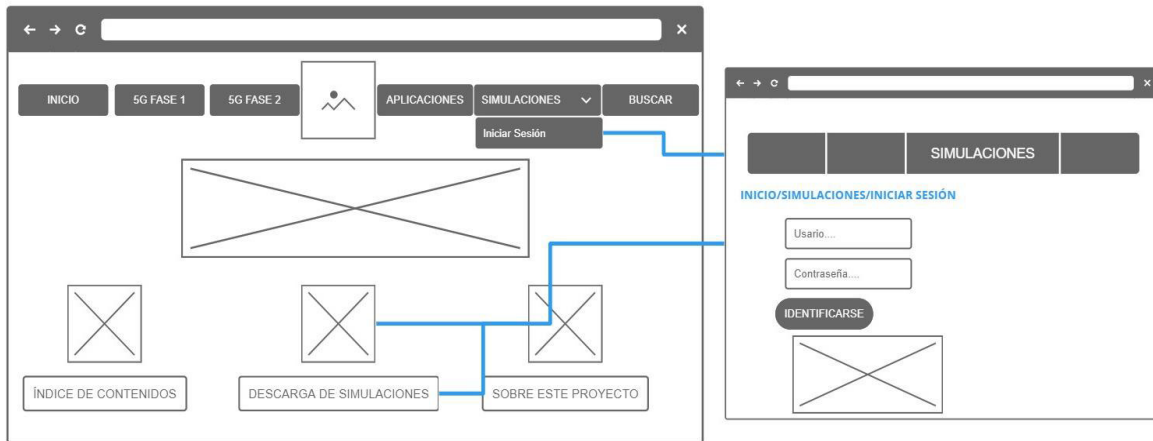 INICIO
5G FASE 1
5G FASE 2
APLICACIONES
SIMULACIONES
BUSCAR
Iniciar Sesión
ÍNDICE DE CONTENIDOS
DESCARGA DE SIMULACIONES
SOBRE ESTE PROYECTO
SIMULACIONES
INICIO/SIMULACIONES/INICIAR SESIÓN
Usario....
Contraseña....
IDENTIFICARSE